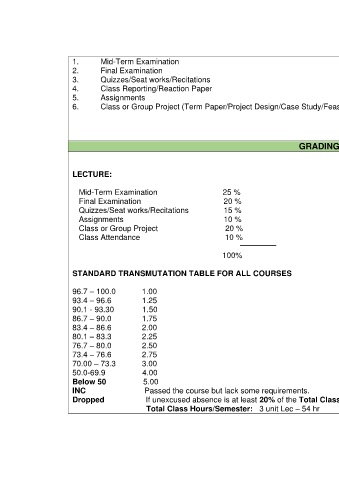 1. Mid-Term Examination
2. Final Examination
3. Quizzes/Seat works/Recitations
4. Class Reporting/Reaction Paper
5. Assignments
6. Class or Group Project (Term Paper/Project Design/Case Study/Feas
GRADING
LECTURE:
Mid-Term Examination 25 %
Final Examination 20 %
Quizzes/Seat works/Recitations 15 %
Assignments 10 %
Class or Group Project 20 %
Class Attendance 10 %
100%
STANDARD TRANSMUTATION TABLE FOR ALL COURSES
96.7 – 100.0 1.00
93.4 – 96.6 1.25
90.1 - 93.30 1.50
86.7 – 90.0 1.75
83.4 – 86.6 2.00
80.1 – 83.3 2.25
76.7 – 80.0 2.50
73.4 – 76.6 2.75
70.00 – 73.3 3.00
50.0-69.9 4.00
Below 50 5.00
INC Passed the course but lack some requirements.
Dropped If unexcused absence is at least 20% of the Total Class
Total Class Hours/Semester: 3 unit Lec – 54 hr